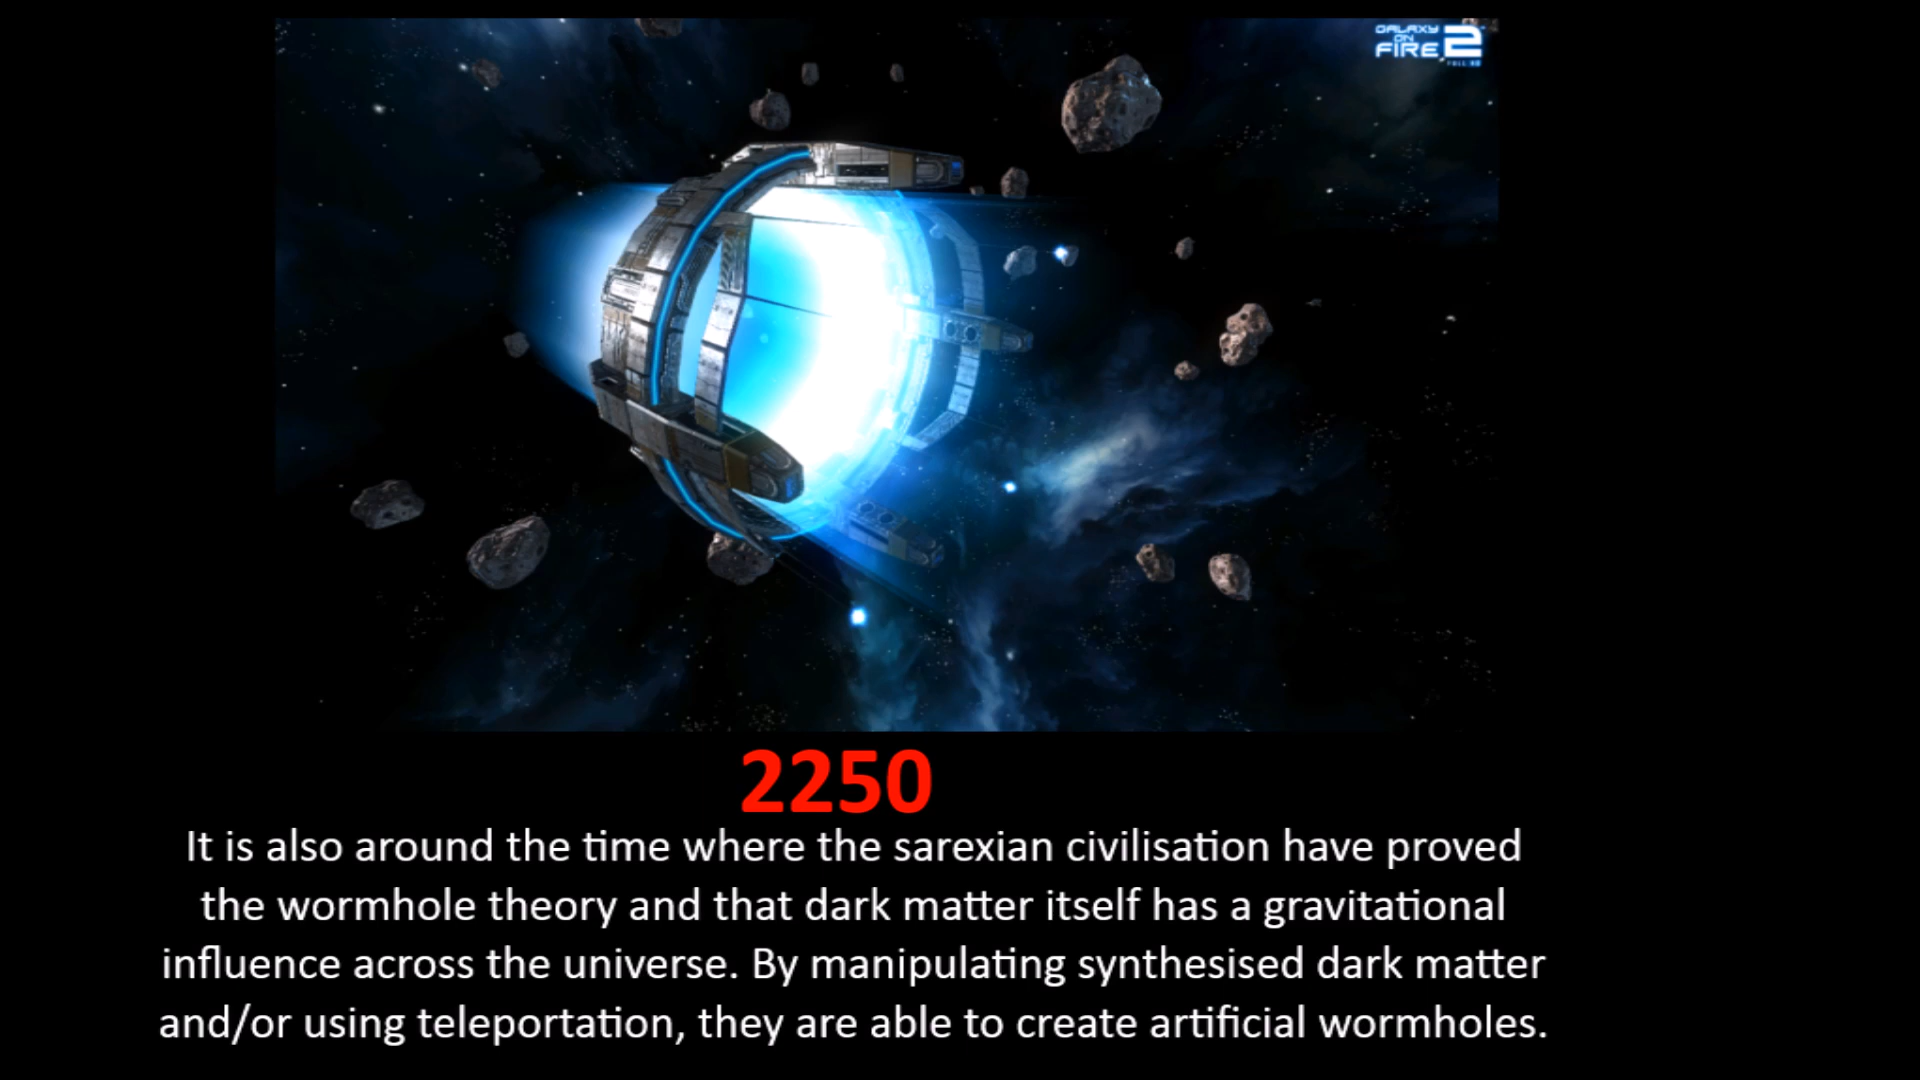 GALAXY
ON
FIRE 2
FULL HD
2250
It is also around the time where the sarexian civilisation have proved
the wormhole theory and that dark matter itself has a gravitational
influence across the universe. By manipulating synthesised dark matter
and/or using teleportation, they are able to create artificial wormholes.